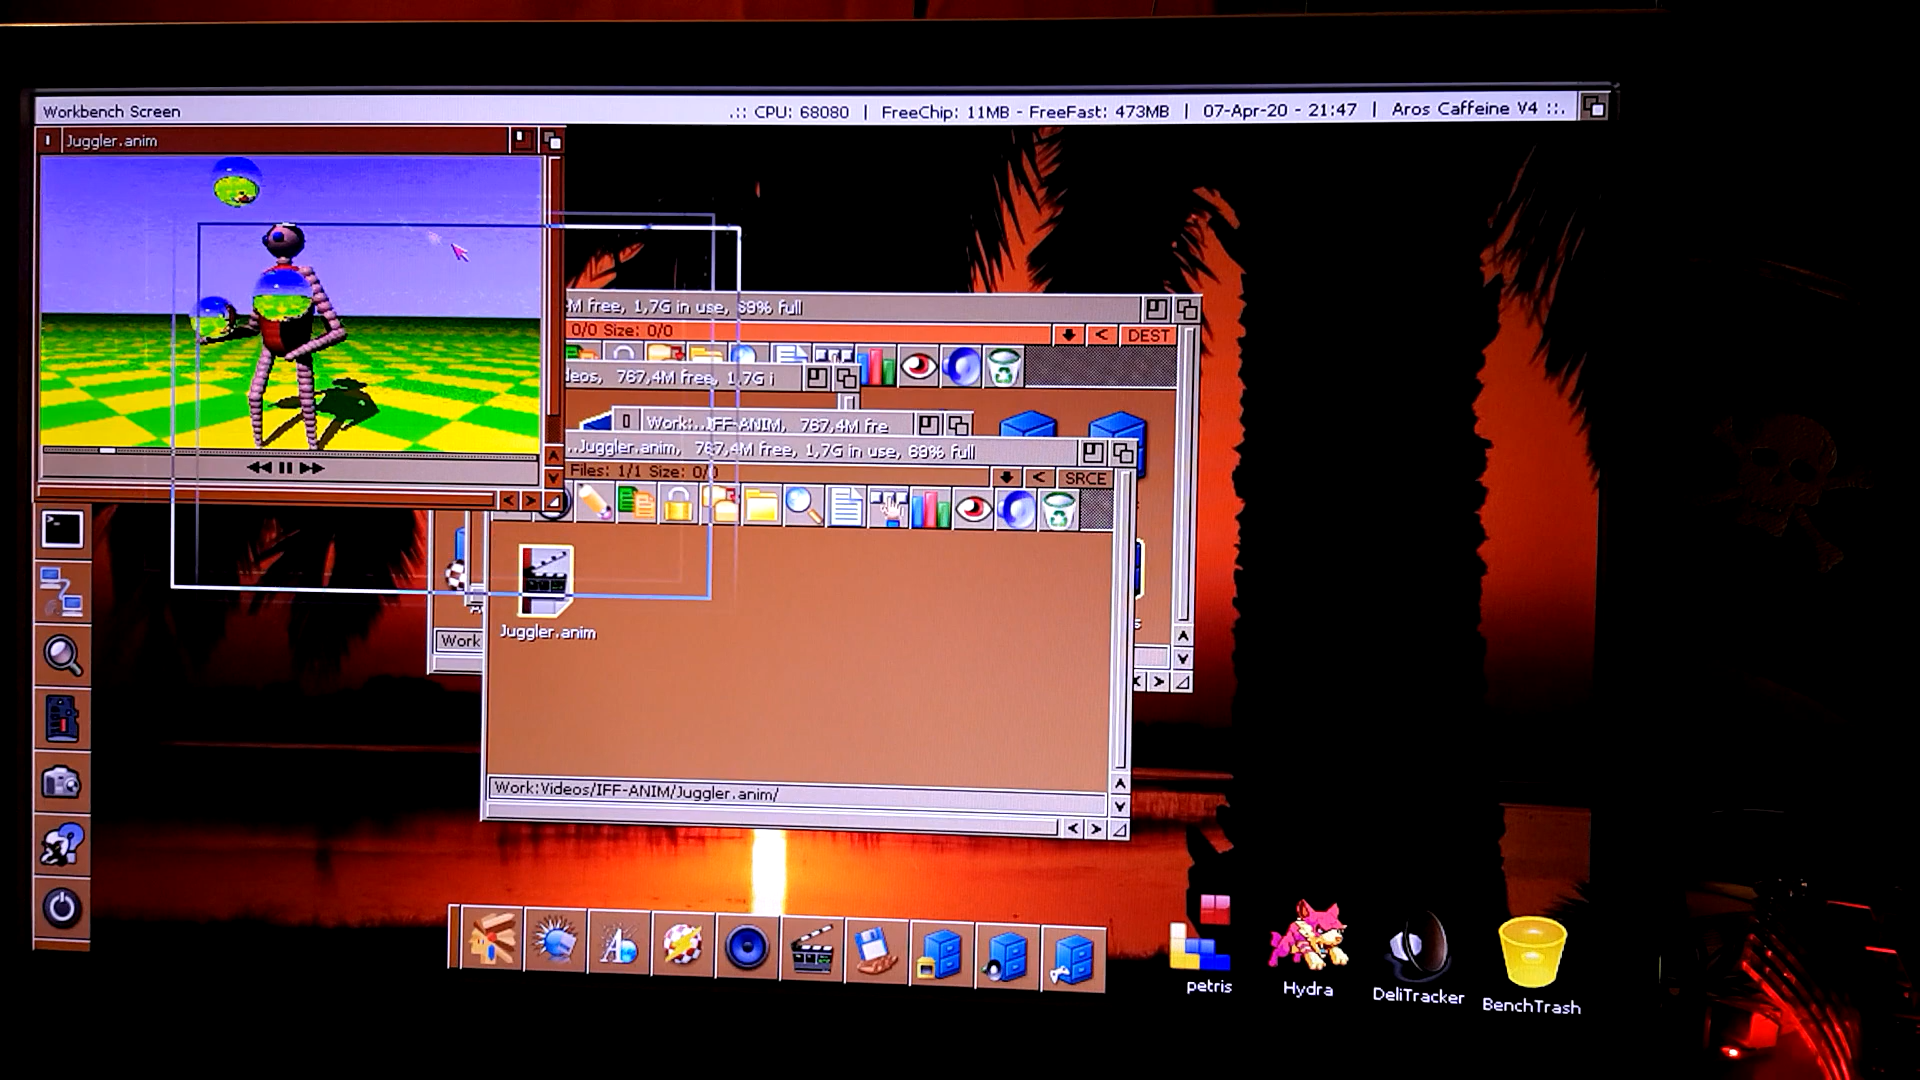 Workbench Screen
.:: CPU: 68080 | FreeChip: 11MB - FreeFast: 473MB | 07-Apr-20 - 21:47 | Aros Caffeine V4 ::.
Juggler.anim
M free, 1,7G in use, 69% full
0/0 Size: 0/0
DEST
deos, 767,4M free, 1,7G i
Work:..IFF-ANIM, 767,4M fre
..Juggler.anim, 767,4M free, 1,7G in use, 69% full
Files: 1/1 Size: 0/0
SRCE
Juggler.anim
Work
Work:Videos/IFF-ANIM/Juggler.anim/
petris
Hydra
DeliTracker
BenchTrash